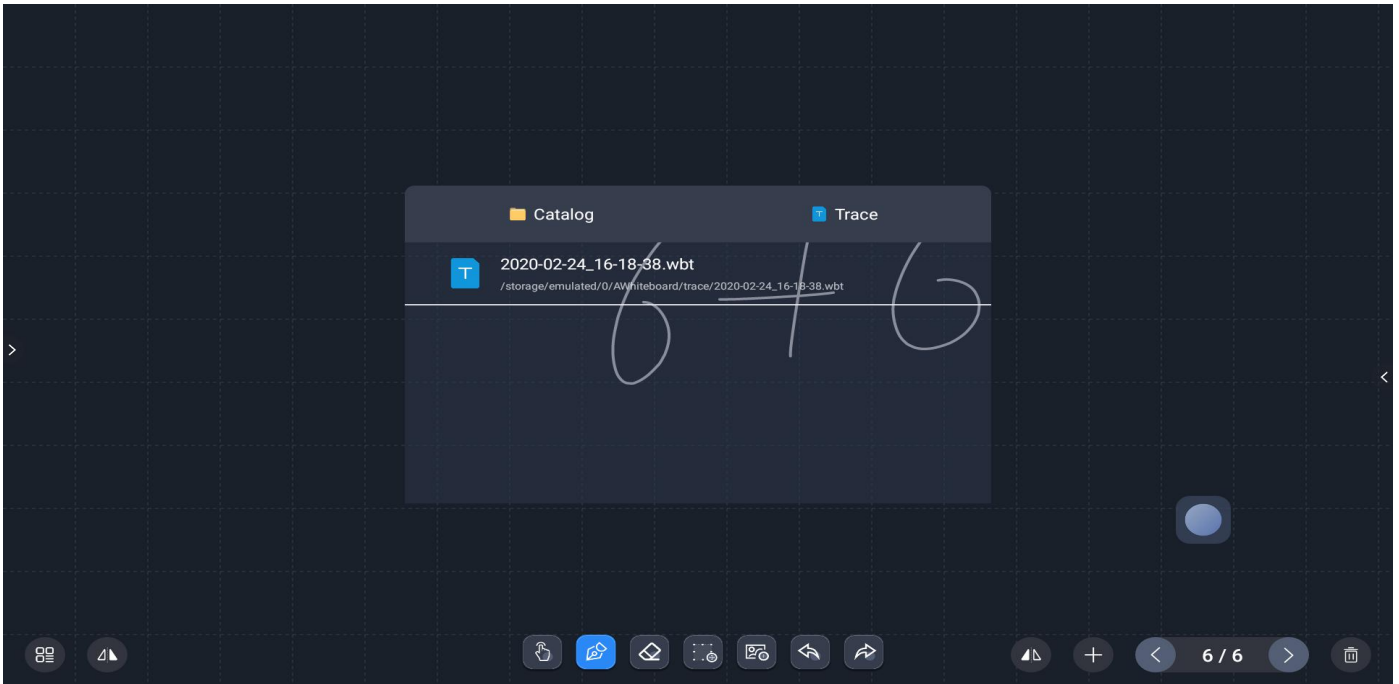 Catalog
Trace
T
2020-02-24_16-18-38.wbt
/storage/emulated/0/AWhiteboard/trace/2020-02-24_16-18-38.wbt
6+6
6 / 6